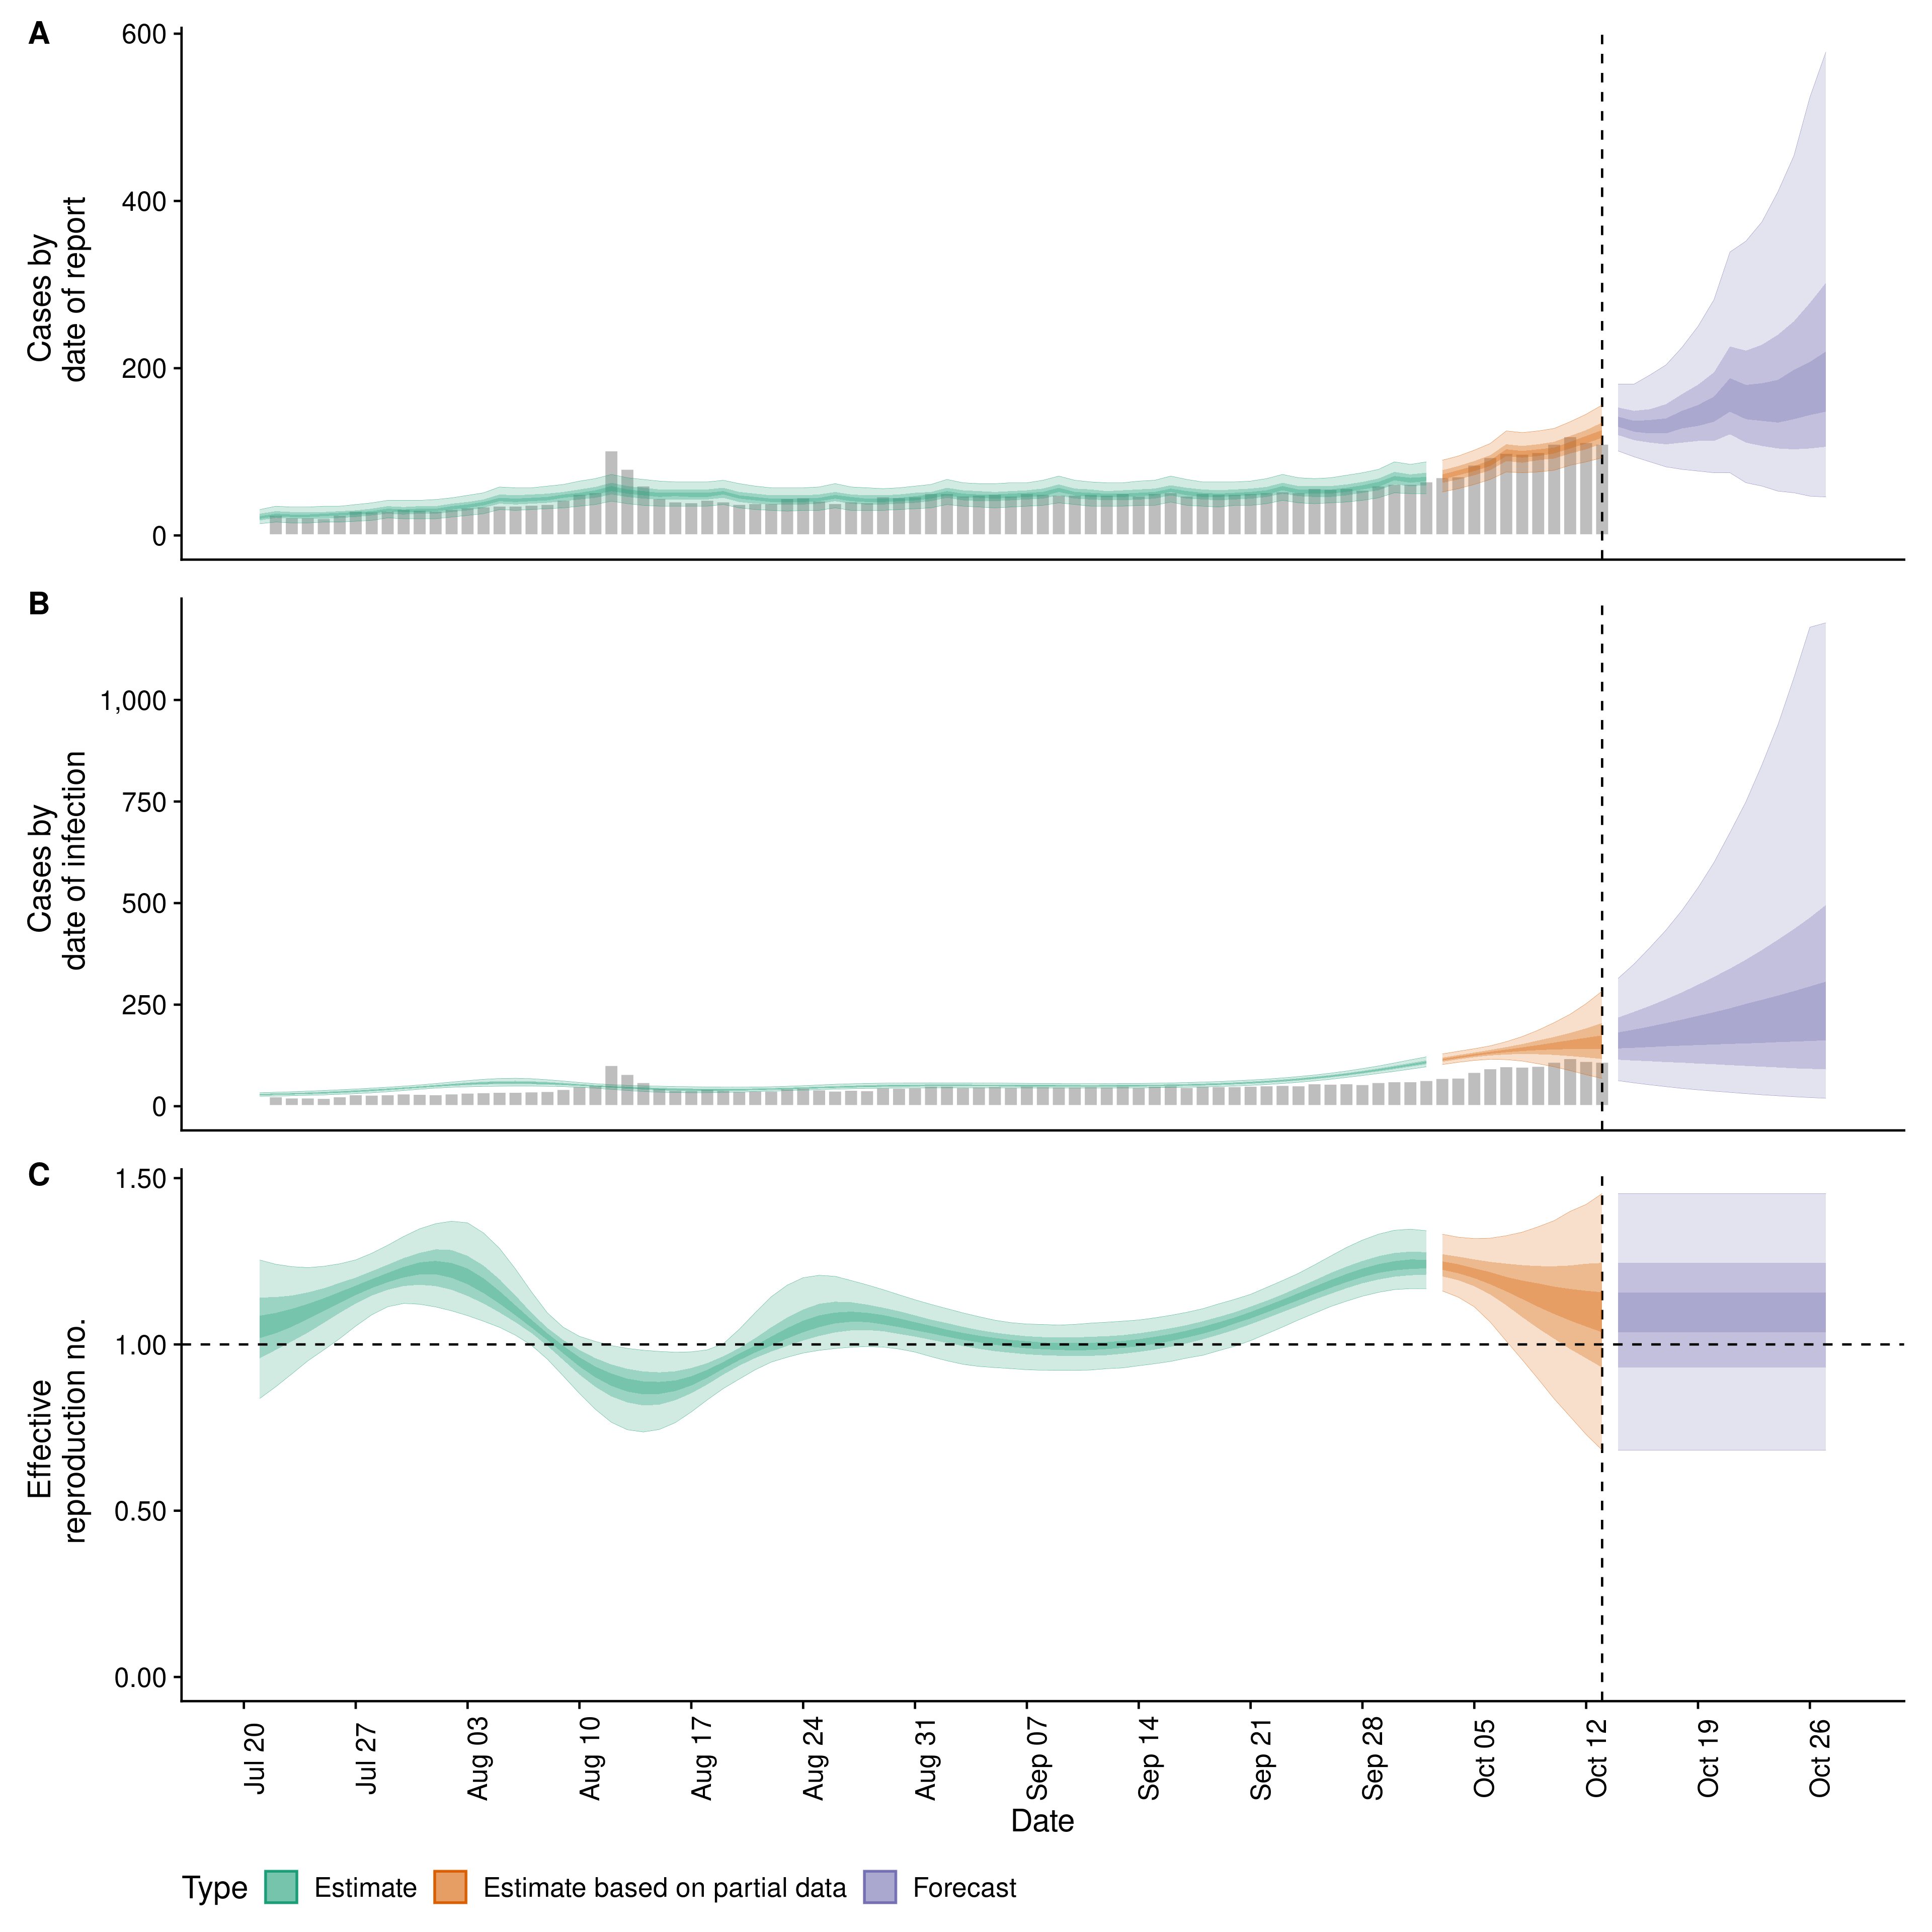 A
600
400
200
0
Cases by
date of report
B
1,000
750
500
250
0
Cases by
date of infection
C
1.50
1.00
0.50
0.00
Effective
reproduction no.
Jul 20
Jul 27
Aug 03
Aug 10
Aug 17
Aug 24
Aug 31
Sep 07
Sep 14
Sep 21
Sep 28
Oct 05
Oct 12
Oct 19
Oct 26
Date
Type Estimate Estimate based on partial data Forecast